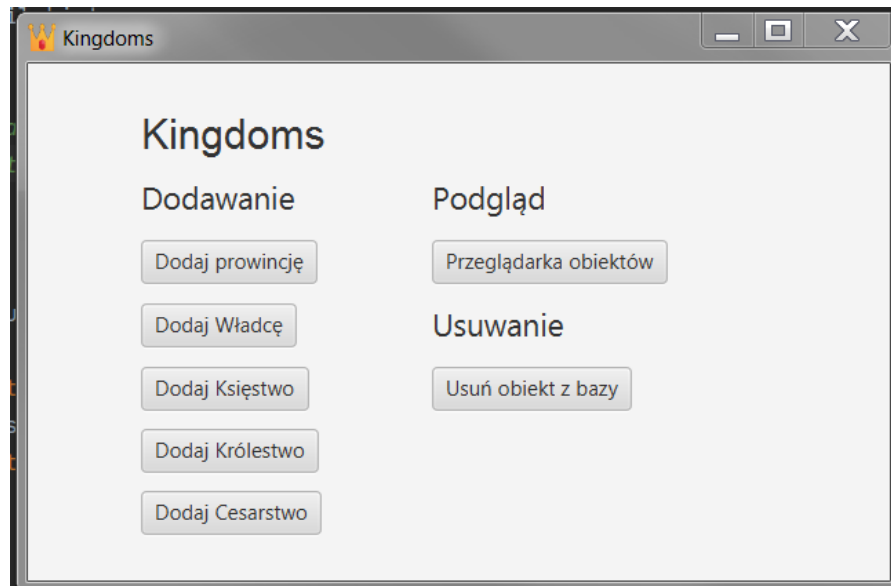 Kingdoms
Kingdoms
Dodawanie
Dodaj prowincję
Dodaj Władcę
Dodaj Księstwo
Dodaj Królestwo
Dodaj Cesarstwo
Podgląd
Przeglądarka obiektów
Usuwanie
Usuń obiekt z bazy